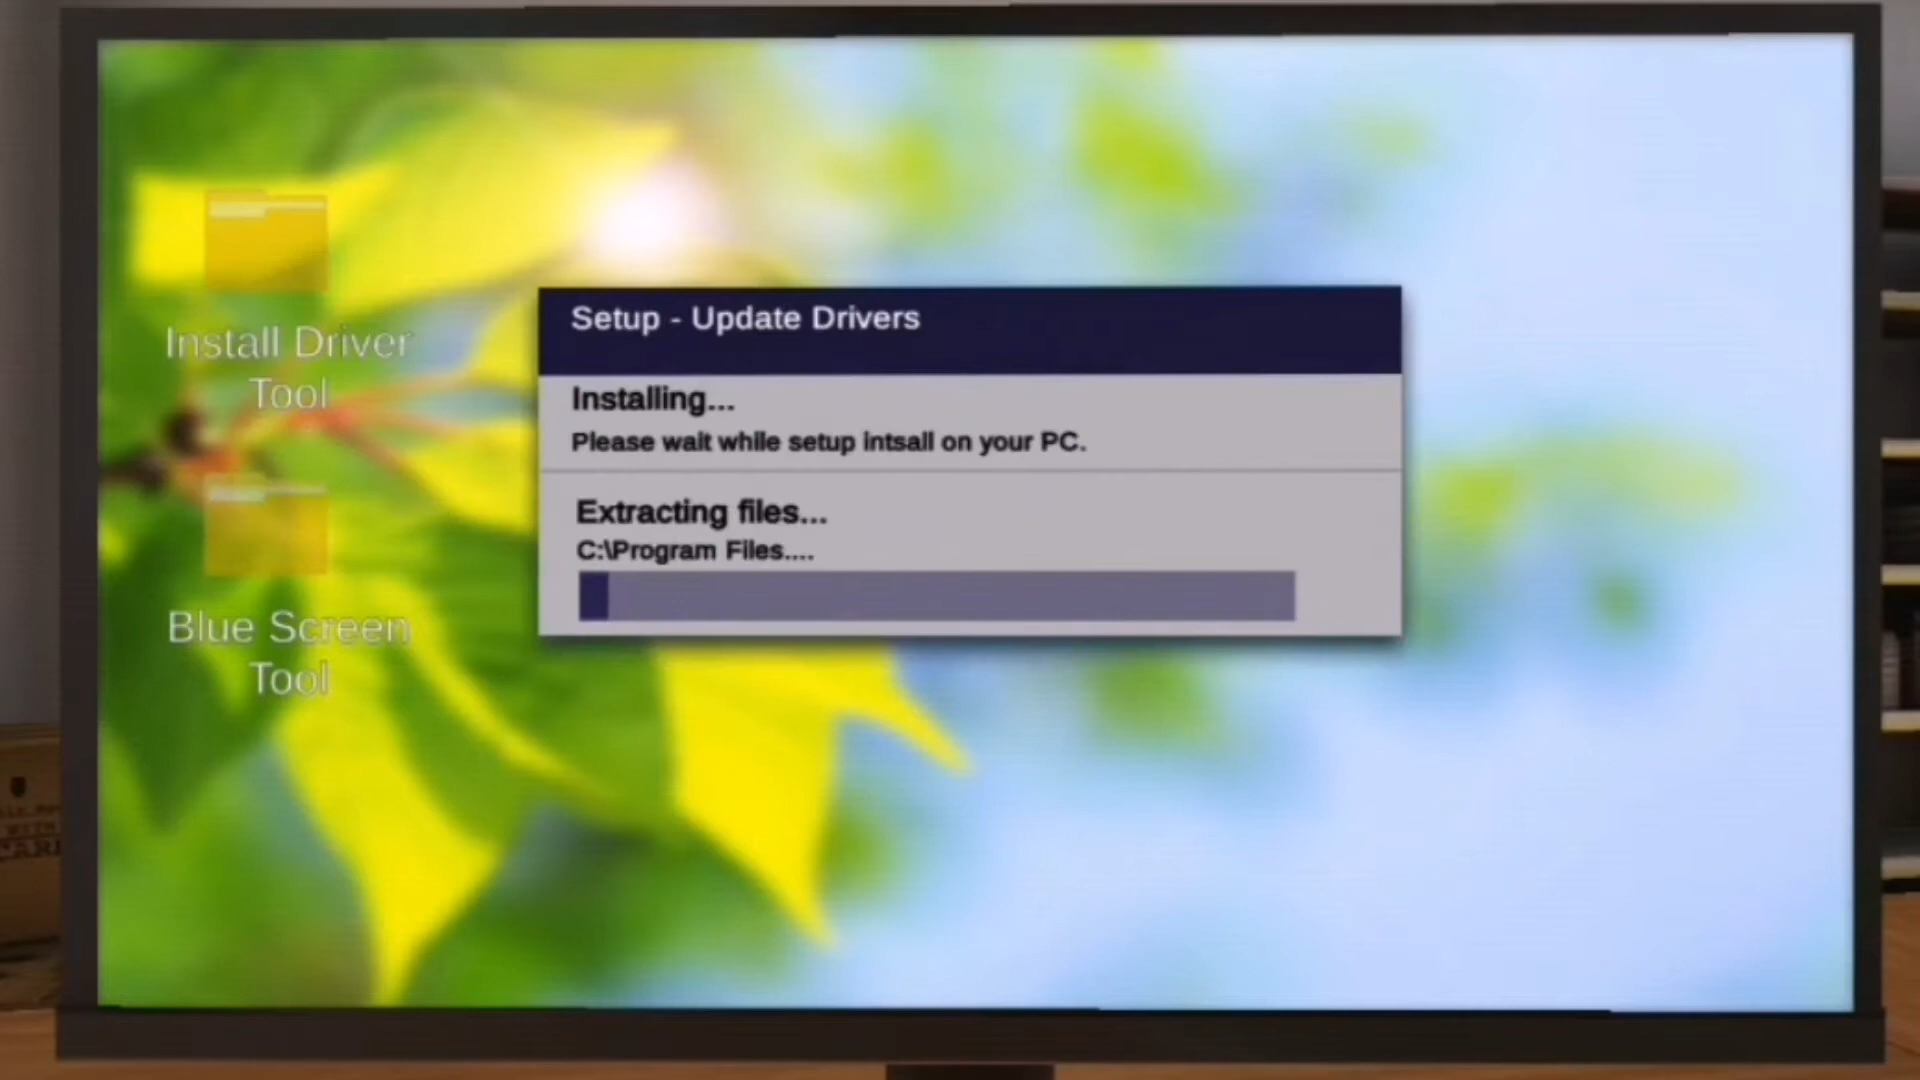 Install Driver
Tool
Blue Screen
Tool
Setup - Update Drivers
Installing...
Please wait while setup intsall on your PC.
Extracting files...
C:\Program Files....